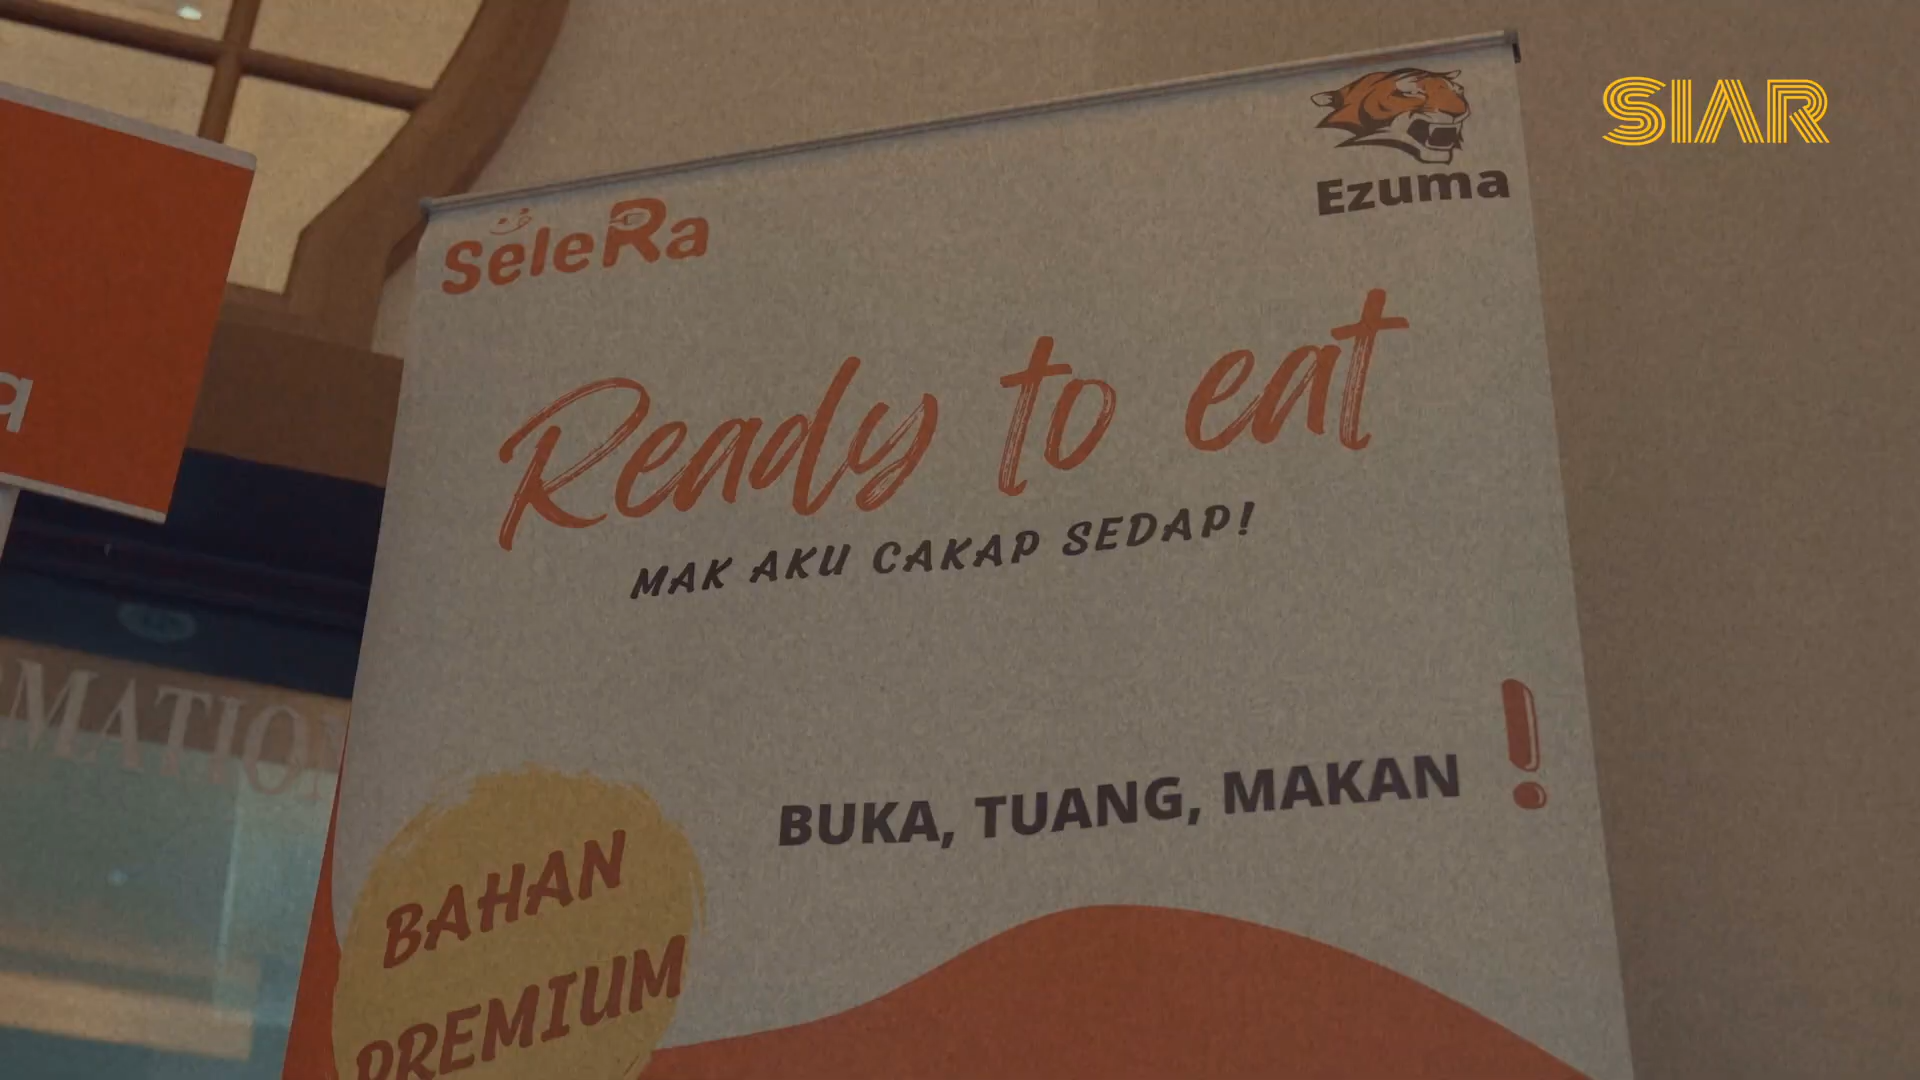 SIAR
Ezuma
SeleRa
Ready to eat
MAK AKU CAKAP SEDAP!
BUKA, TUANG, MAKAN!
BAHAN
PREMIUM